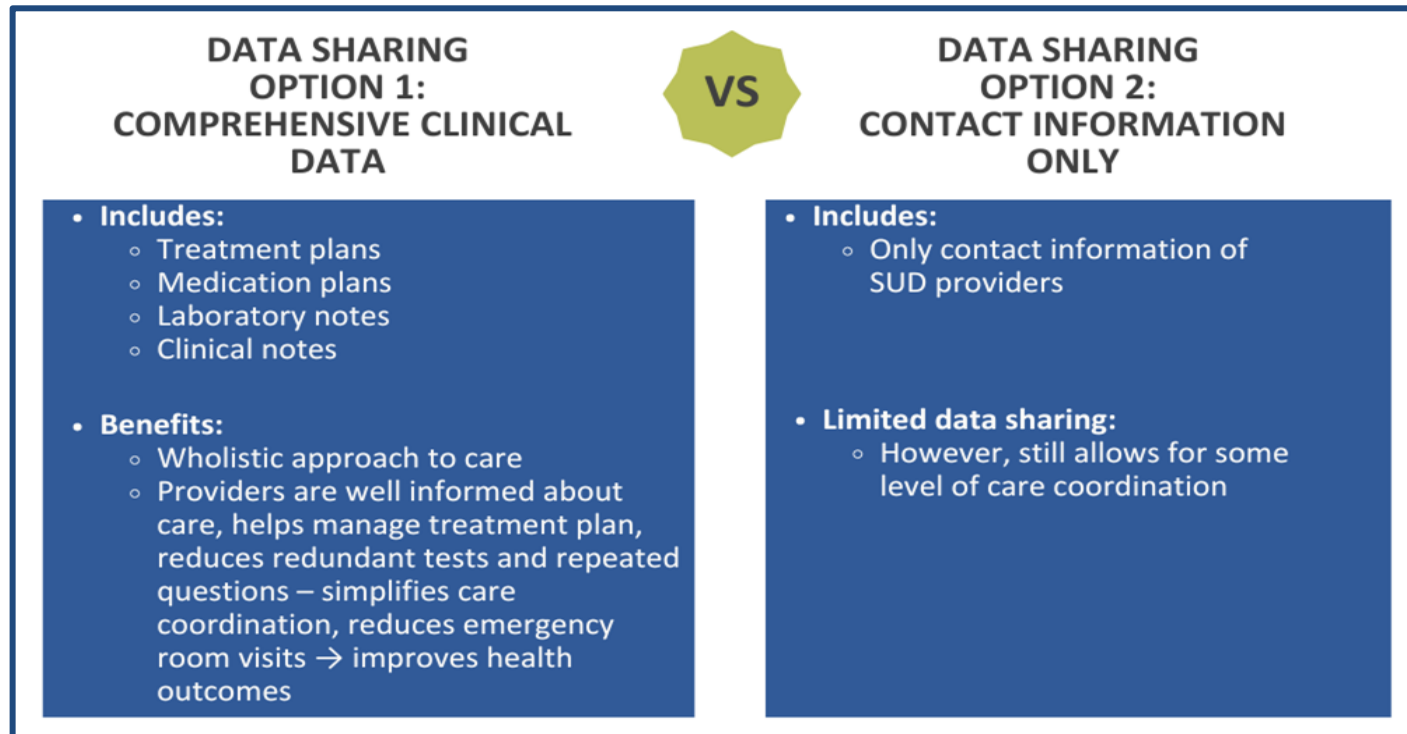 DATA SHARING
OPTION 1:
COMPREHENSIVE CLINICAL
DATA
VS
DATA SHARING
OPTION 2:
CONTACT INFORMATION
ONLY
• Includes:
◦ Treatment plans
◦ Medication plans
◦ Laboratory notes
◦ Clinical notes
• Benefits:
◦ Wholistic approach to care
◦ Providers are well informed about
care, helps manage treatment plan,
reduces redundant tests and repeated
questions – simplifies care
coordination, reduces emergency
room visits → improves health
outcomes
• Includes:
◦ Only contact information of
SUD providers
• Limited data sharing:
◦ However, still allows for some
level of care coordination